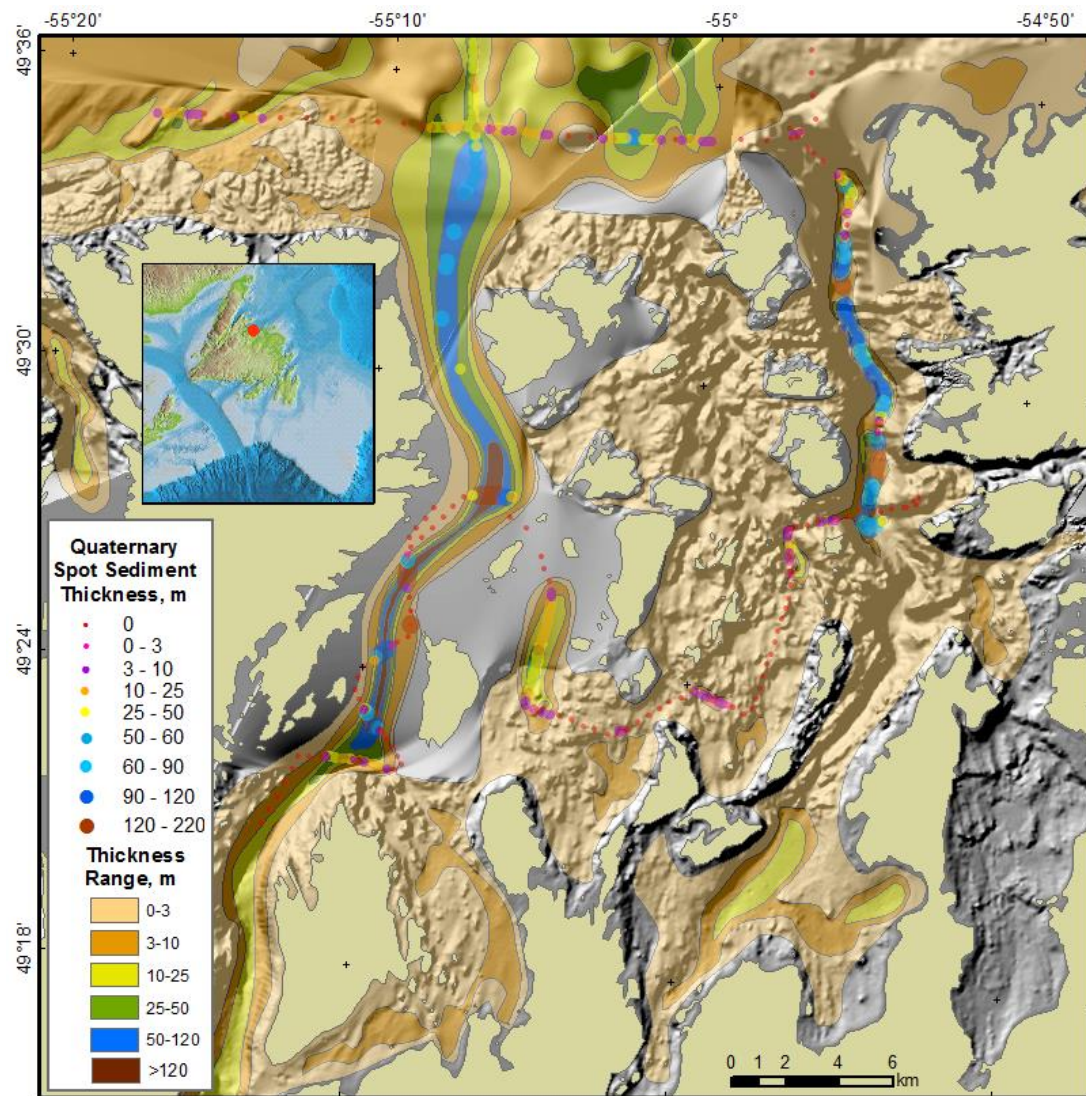 -55°20' -55°10' -55° -54°50'
49°36'
49°30'
49°24'
49°18'
Quaternary
Spot Sediment
Thickness, m
0
0 - 3
3 - 10
10 - 25
25 - 50
50 - 60
60 - 90
90 - 120
120 - 220
Thickness
Range, m
0-3
3-10
10-25
25-50
50-120
>120
0 1 2 4 6
km